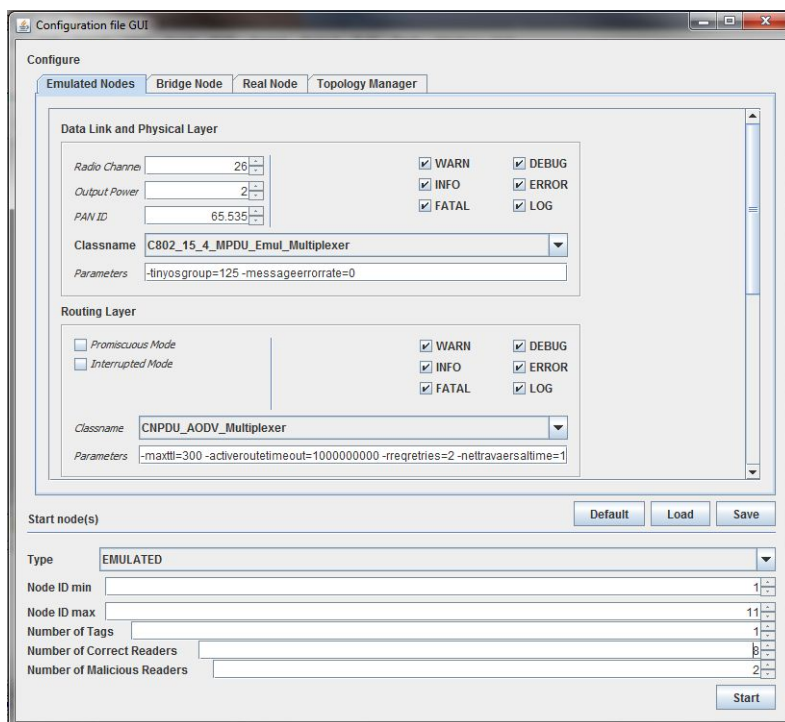 Configuration file GUI
Configure
Emulated Nodes Bridge Node Real Node Topology Manager
Data Link and Physical Layer
Radio Channel 26 WARN DEBUG
Output Power 2 INFO ERROR
PAN ID 65.535 FATAL LOG
Classname C802_15_4_MPDU_Emul_Multiplexer
Parameters -tinyosgroup=125 -messageerrorrate=0
Routing Layer
Promiscuous Mode WARN DEBUG
Interrupted Mode INFO ERROR
FATAL LOG
Classname CNPDU_AODV_Multiplexer
Parameters -maxttl=300 -activeroutetimeout=1000000000 -rreqretries=2 -nettravaersaltime=1
Start node(s) Default Load Save
Type EMULATED
Node ID min 1
Node ID max 11
Number of Tags 1
Number of Correct Readers 8
Number of Malicious Readers 2
Start